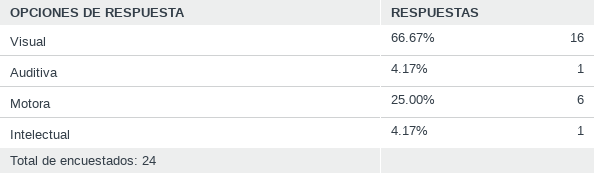 OPCIONES DE RESPUESTA RESPUESTAS
Visual 66.67% 16
Auditiva 4.17% 1
Motora 25.00% 6
Intelectual 4.17% 1
Total de encuestados: 24